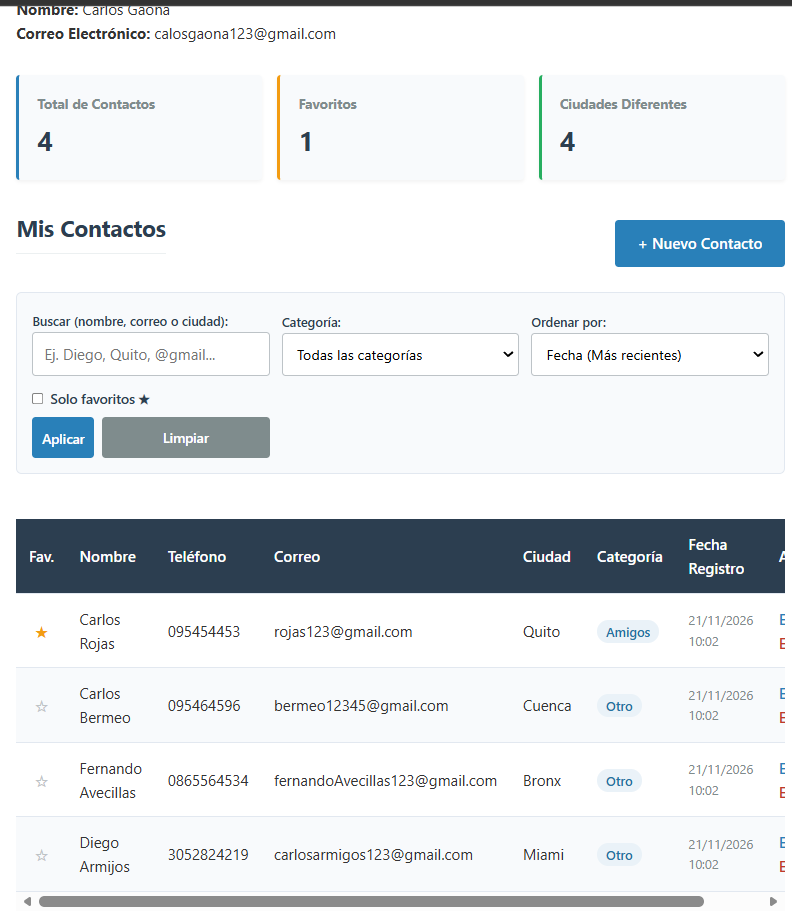 Nombre: Carlos Gaona
Correo Electrónico: calosgaona123@gmail.com
Total de Contactos
4
Favoritos
1
Ciudades Diferentes
4
Mis Contactos
+ Nuevo Contacto
Buscar (nombre, correo o ciudad):
Ej. Diego, Quito, @gmail...
Categoría:
Todas las categorías
Ordenar por:
Fecha (Más recientes)
Solo favoritos ★
Aplicar
Limpiar
Fav. Nombre Teléfono Correo Ciudad Categoría Fecha Registro A
★ Carlos Rojas 095454453 rojas123@gmail.com Quito Amigos 21/11/2026 10:02 E E
☆ Carlos Bermeo 095464596 bermeo12345@gmail.com Cuenca Otro 21/11/2026 10:02 E E
☆ Fernando Avecillas 0865564534 fernandoAvecillas123@gmail.com Bronx Otro 21/11/2026 10:02 E E
☆ Diego Armijos 3052824219 carlosarmigos123@gmail.com Miami Otro 21/11/2026 10:02 E E